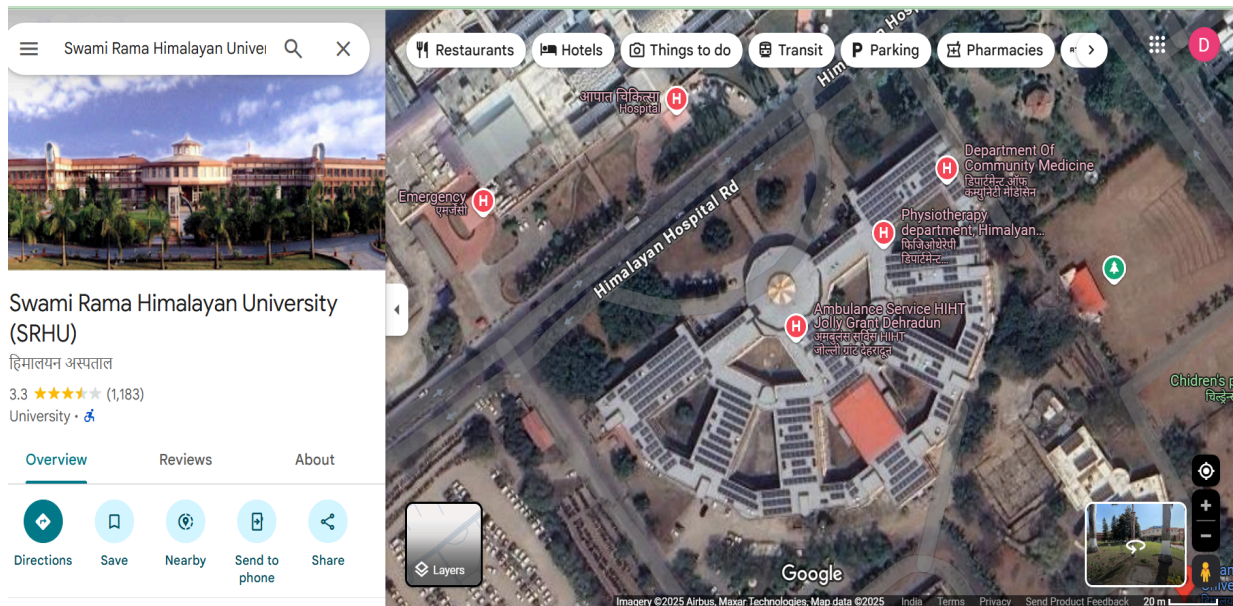 Swami Rama Himalayan Univer
Restaurants
Hotels
Things to do
Transit
Parking
Pharmacies
D
आपात चिकित्सा
Hospital
Emergency
एमर्जेंसी
Himalayan Hospital Rd
Department Of
Community Medicine
डिपार्टमेन्ट ऑफ़
कम्युनिटी मेडिसिन
Physiotherapy
department, Himalyan...
फिजिओथेरेपी
डिपार्टमेन्ट...
Ambulance Service HIHT
Jolly Grant Dehradun
अम्बुलस सर्विस HIHT
जोल्ली ग्रांट देहरादून
Chidren's p
Swami Rama Himalayan University
(SRHU)
हिमालयन अस्पताल
3.3 (1,183)
University ·
Overview
Reviews
About
Directions
Save
Nearby
Send to
phone
Share
Layers
Google
Imagery ©2025 Airbus, Maxar Technologies, Map data ©2025 India Terms Privacy Send Product Feedback 20 m